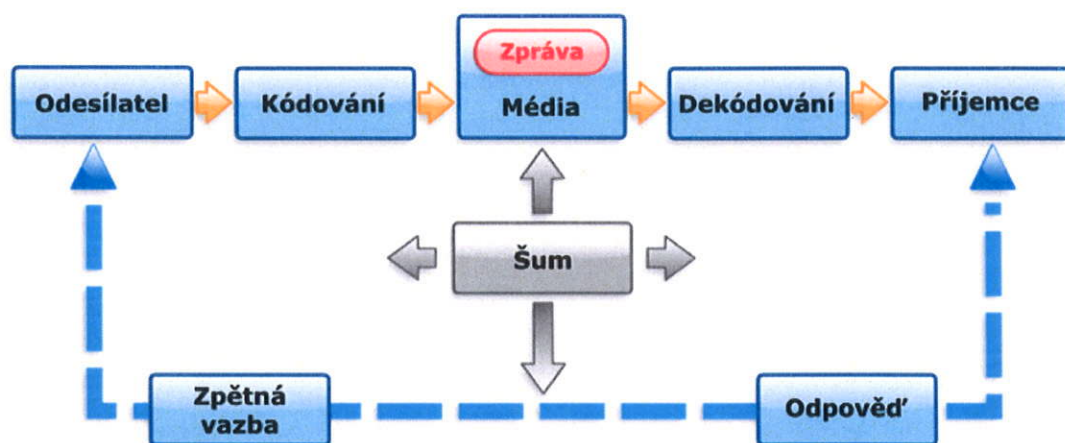 Zpráva
Odesílatel
Kódování
Média
Dekódování
Příjemce
Šum
Zpětná
vazba
Odpověď